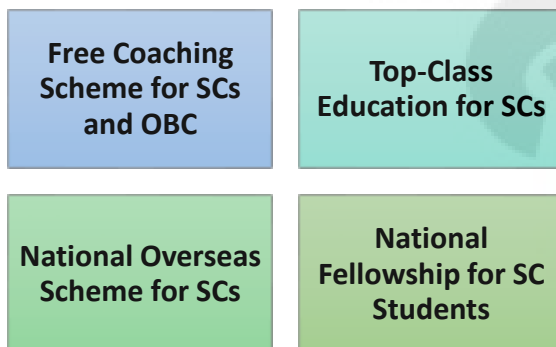 Free Coaching
Scheme for SCs
and OBC
Top-Class
Education for SCs
National Overseas
Scheme for SCs
National
Fellowship for SC
Students